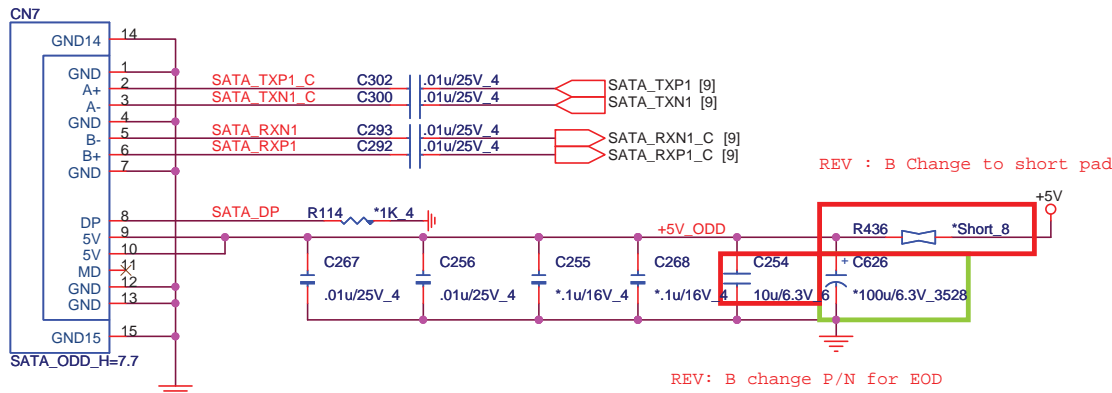 CN7
GND14 14
GND 1
A+ 2 SATA_TXP1_C C302 .01u/25V_4 SATA_TXP1 [9]
A- 3 SATA_TXN1_C C300 .01u/25V_4 SATA_TXN1 [9]
GND 4
B- 5 SATA_RXN1 C293 .01u/25V_4 SATA_RXN1_C [9]
B+ 6 SATA_RXP1 C292 .01u/25V_4 SATA_RXP1_C [9]
GND 7
REV : B Change to short pad
+5V
DP 8 SATA_DP R114 *1K_4
5V 9 +5V_ODD R436 *Short_8
5V 10
MD 11
C267 C256 C255 C268 C254 + C626
GND 12
.01u/25V_4 .01u/25V_4 *.1u/16V_4 *.1u/16V_4 10u/6.3V_6 *100u/6.3V_3528
GND 13
GND15 15
SATA_ODD_H=7.7
REV: B change P/N for EOD